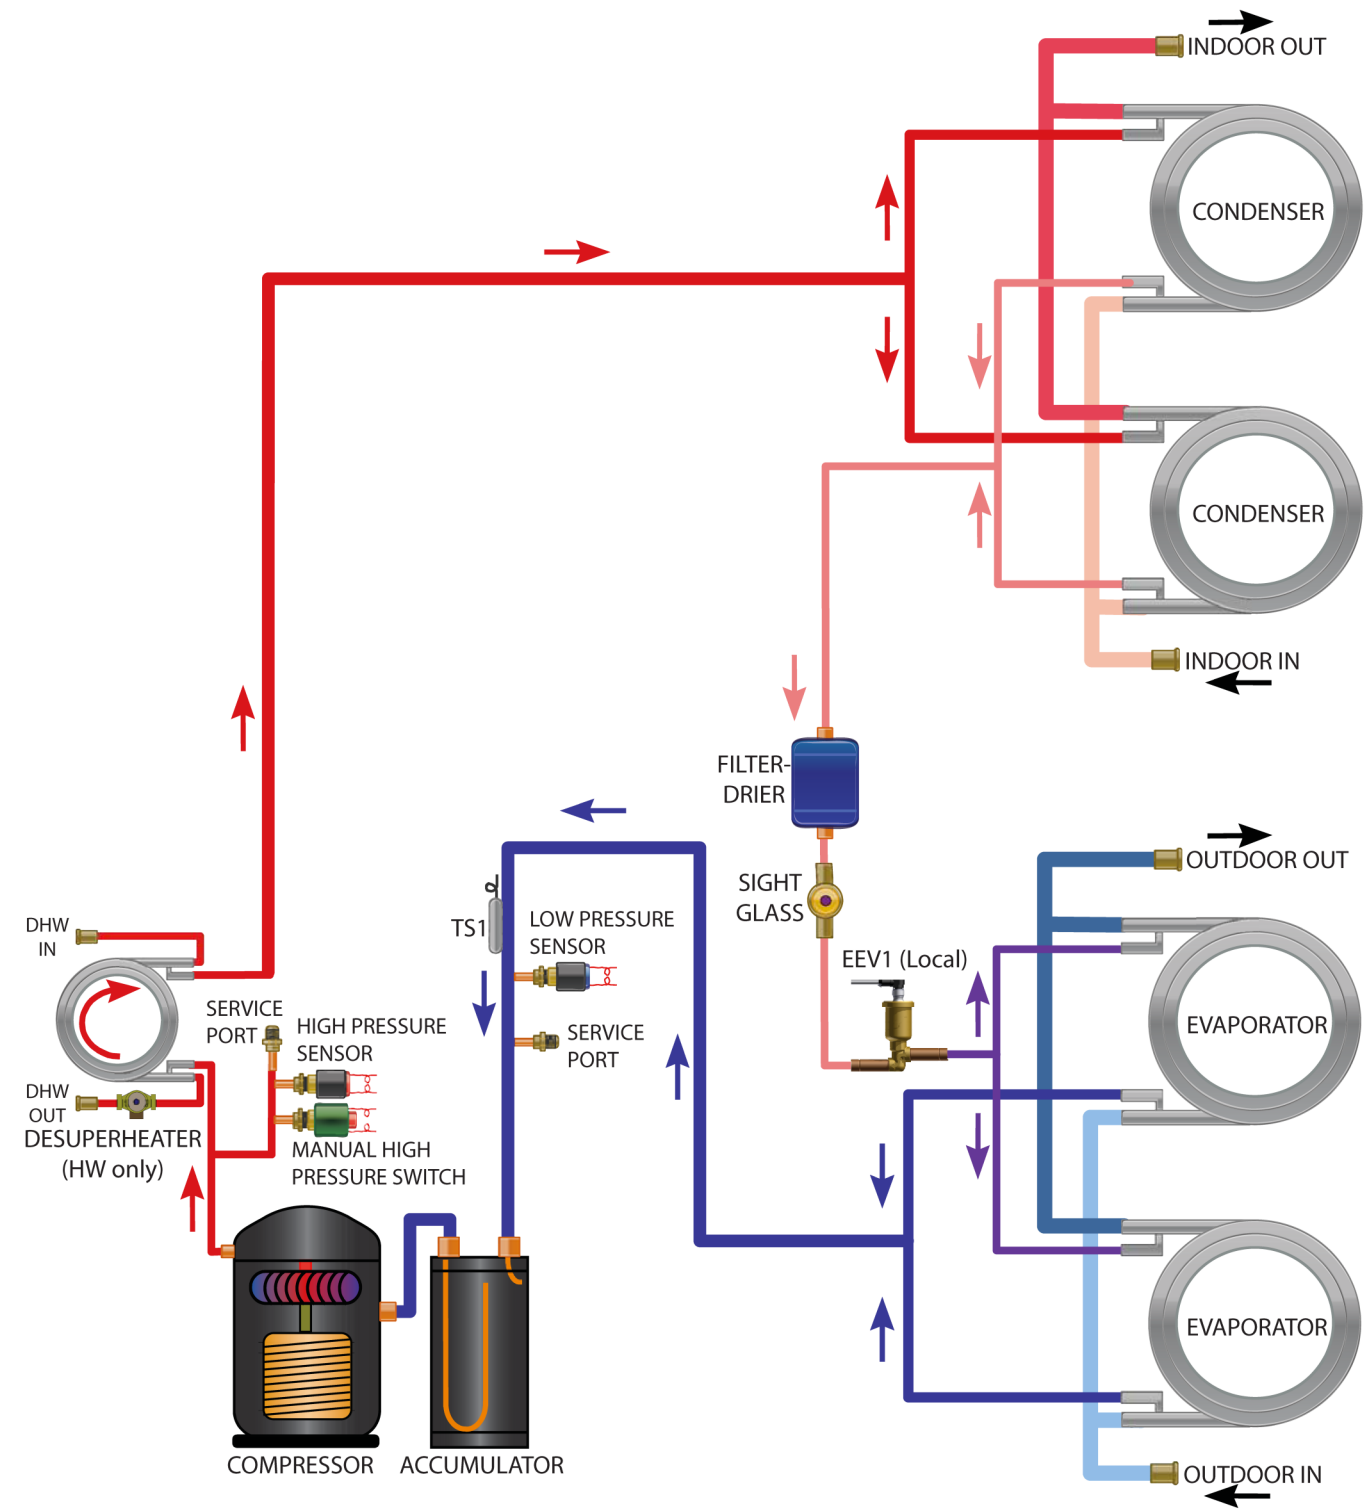 INDOOR OUT
CONDENSER
CONDENSER
INDOOR IN
FILTER-
DRIER
SIGHT
GLASS
EEV1 (Local)
OUTDOOR OUT
EVAPORATOR
EVAPORATOR
OUTDOOR IN
TS1
LOW PRESSURE
SENSOR
SERVICE
PORT
DHW
IN
SERVICE
PORT
HIGH PRESSURE
SENSOR
DHW
OUT
DESUPERHEATER
(HW only)
MANUAL HIGH
PRESSURE SWITCH
COMPRESSOR
ACCUMULATOR